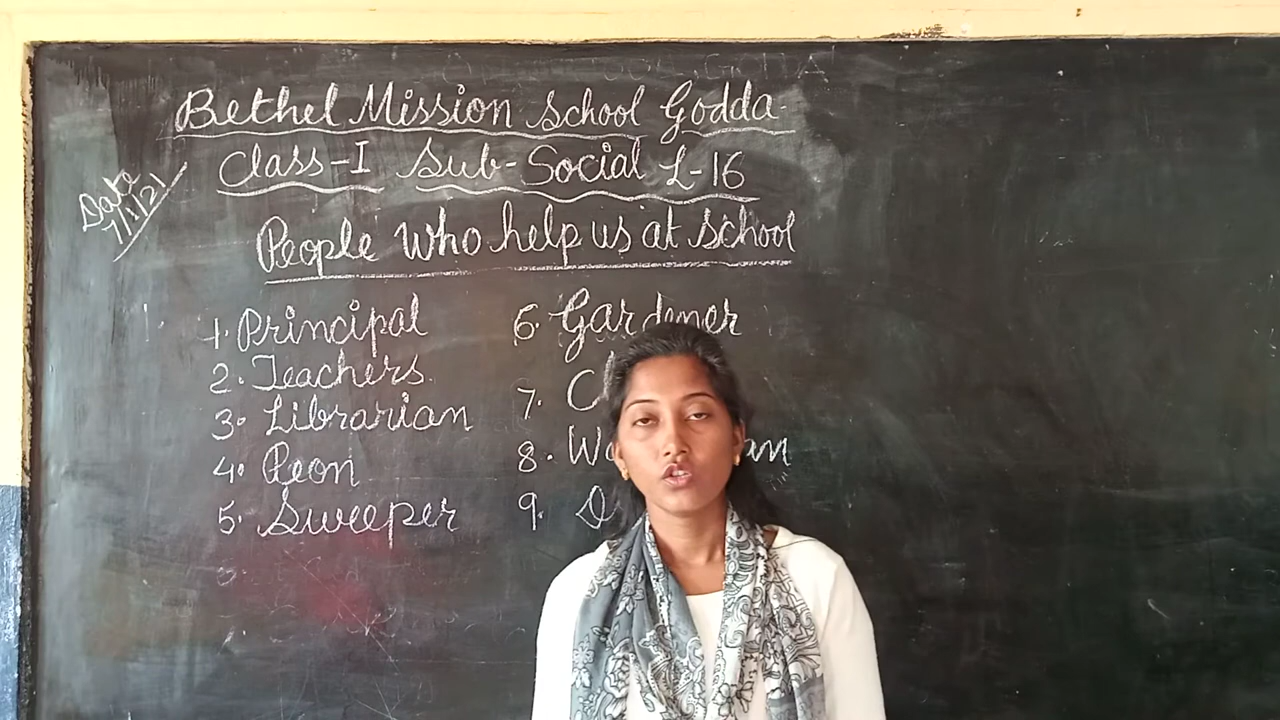 Bethel Mission School Godda
Class-I Sub-Social L-16
Date
7/1/21
People Who help us at school
1. Principal
2. Teachers.
3. Librarian
4. Peon
5. Sweeper
6. Gardener
7.
8.
9.